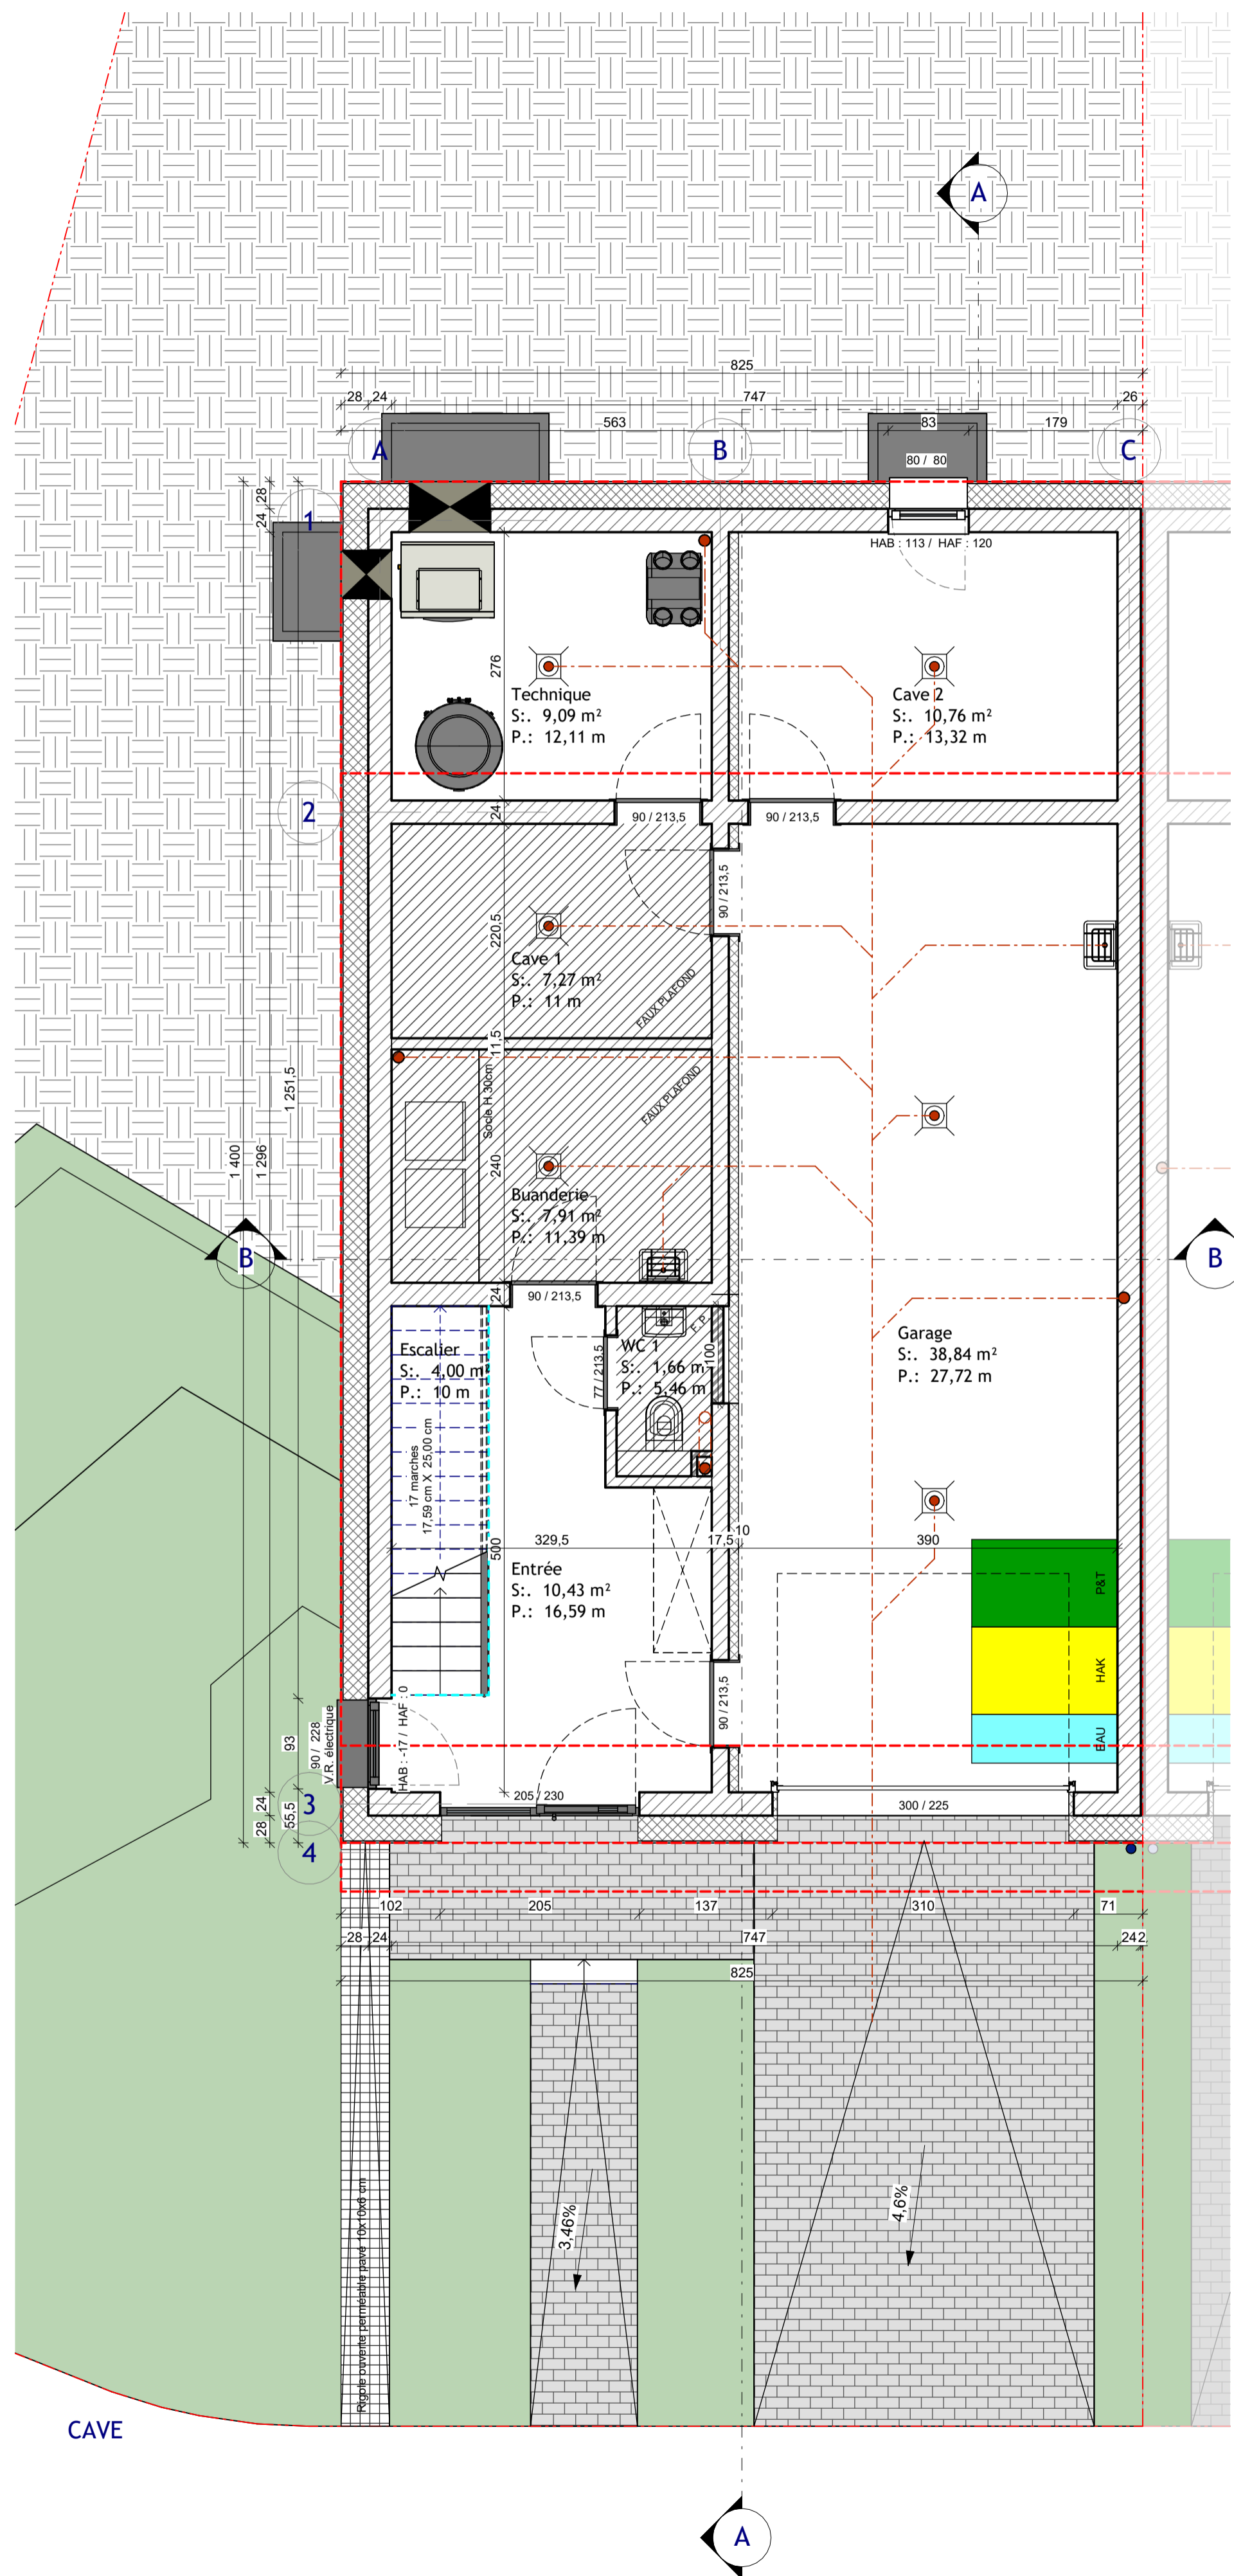 A
825
28
24
747
26
563
83
179
A
B
C
80 / 80
28
24
1
HAB : 113 / HAF : 120
276
Technique
S:. 9,09 m²
P.: 12,11 m
Cave 2
S:. 10,76 m²
P.: 13,32 m
2
24
90 / 213,5
90 / 213,5
90 / 213,5
220,5
Cave 1
S:. 7,27 m²
P.: 11 m
FAUX PLAFOND
11,5
1 251,5
Socle H.30cm
FAUX PLAFOND
1 400
1 296
240
Buanderie
S:. 7,91 m²
P.: 11,39 m
B
B
24
90 / 213,5
Escalier
S:. 4,00 m²
P.: 10 m
77 / 213,5
WC 1
S:. 1,66 m
P.: 5,46 m
F. P.
100
Garage
S:. 38,84 m²
P.: 27,72 m
17 marches
17,59 cm X 25,00 cm
329,5
17,5
10
390
500
Entrée
S:. 10,43 m²
P.: 16,59 m
P&T
HAK
EAU
90 / 213,5
HAB : -17 / HAF : 0
90 / 228
V.R. électrique
93
24
55,5
28
3
4
205 / 230
300 / 225
102
205
137
310
71
28
24
747
24
2
825
3,46%
4,6%
Rigole ouverte perméable pavé 10x10x6 cm
CAVE
A